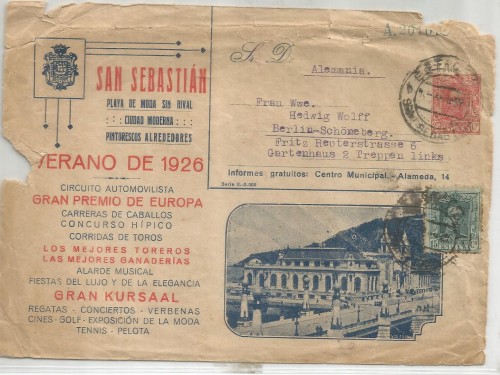 SAN SEBASTIÁN
PLAYA DE MODA SIN RIVAL
CIUDAD MODERNA
PINTORESCOS ALREDEDORES
VERANO DE 1926
CIRCUITO AUTOMOVILISTA
GRAN PREMIO DE EUROPA
CARRERAS DE CABALLOS
CONCURSO HÍPICO
CORRIDAS DE TOROS
LOS MEJORES TOREROS
LAS MEJORES GANADERÍAS
ALARDE MUSICAL
FIESTAS DEL LUJO Y DE LA ELEGANCIA
GRAN KURSAAL
REGATAS - CONCIERTOS - VERBENAS
CINES - GOLF - EXPOSICIÓN DE LA MODA
TENNIS - PELOTA
S. D.
Alemania.
Frau Wwe.
Hedwig Wolff
Berlin-Schöneberg.
Fritz Reuterstrasse 6
Gartenhaus 2 Treppen links
Informes gratuitos: Centro Municipal.-Alameda, 14